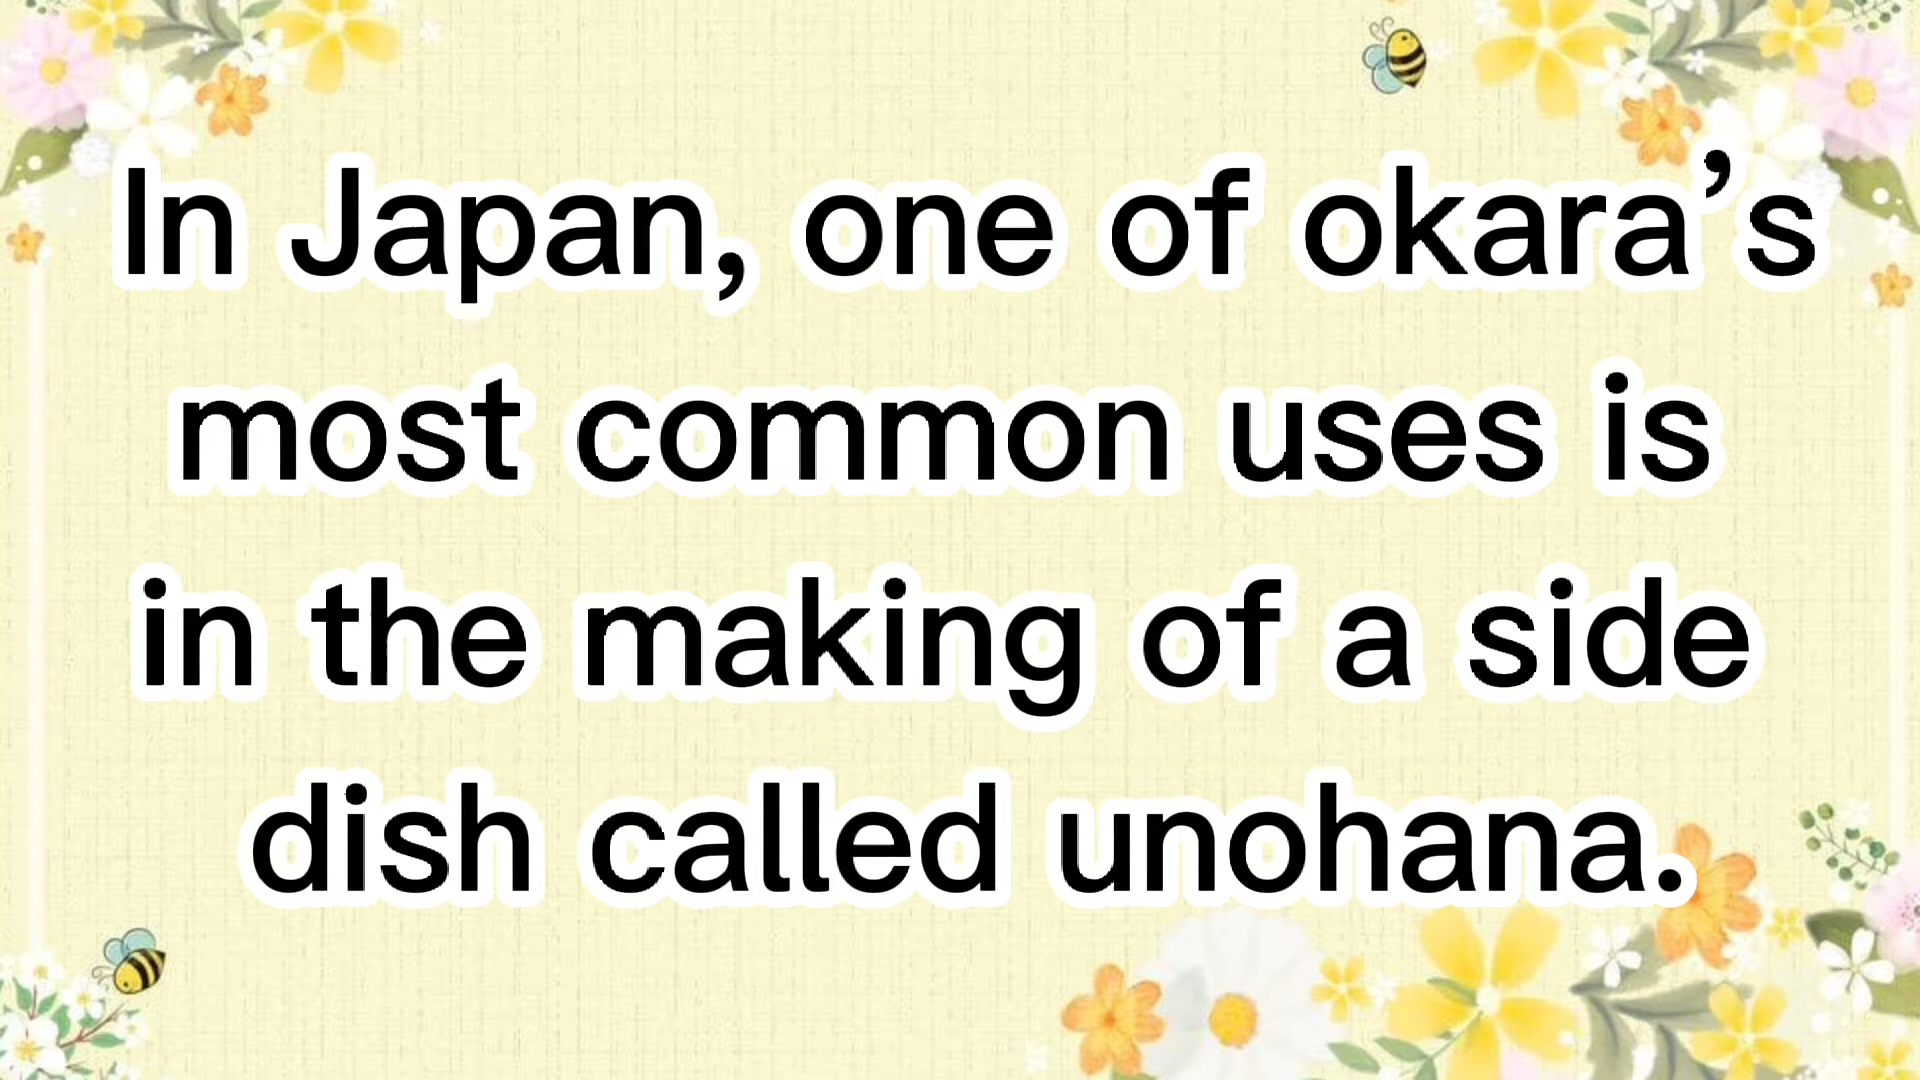 In Japan, one of okara’s
most common uses is
in the making of a side
dish called unohana.